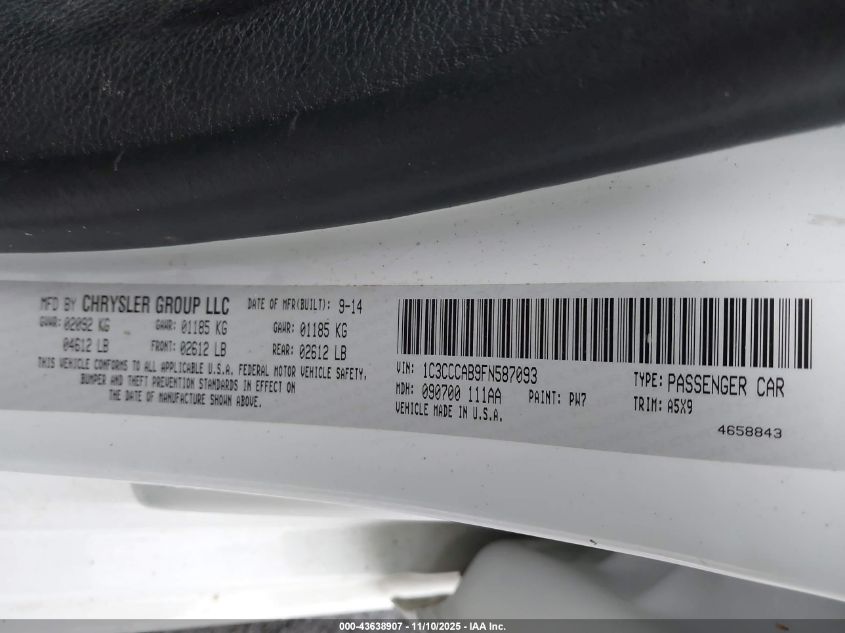 MFD BY CHRYSLER GROUP LLC DATE OF MFR(BUILT): 9-14
GVWR: 02092 KG GAWR: 01185 KG GAWR: 01185 KG
04612 LB FRONT: 02612 LB REAR: 02612 LB
THIS VEHICLE CONFORMS TO ALL APPLICABLE U.S.A. FEDERAL MOTOR VEHICLE SAFETY,
BUMPER AND THEFT PREVENTION STANDARDS IN EFFECT ON
THE DATE OF MANUFACTURE SHOWN ABOVE.
VIN: 1C3CCCAB9FN587093 TYPE: PASSENGER CAR
MDH: 090700 111AA PAINT: PW7 TRIM: A5X9
VEHICLE MADE IN U.S.A.
4658843
000-43638907 - 11/10/2025 - IAA Inc.